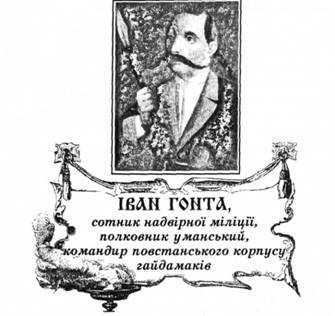 ІВАН ГОНТА,
сотник надвірної міліції,
полковник уманський,
командир повстанського корпусу
гайдамаків